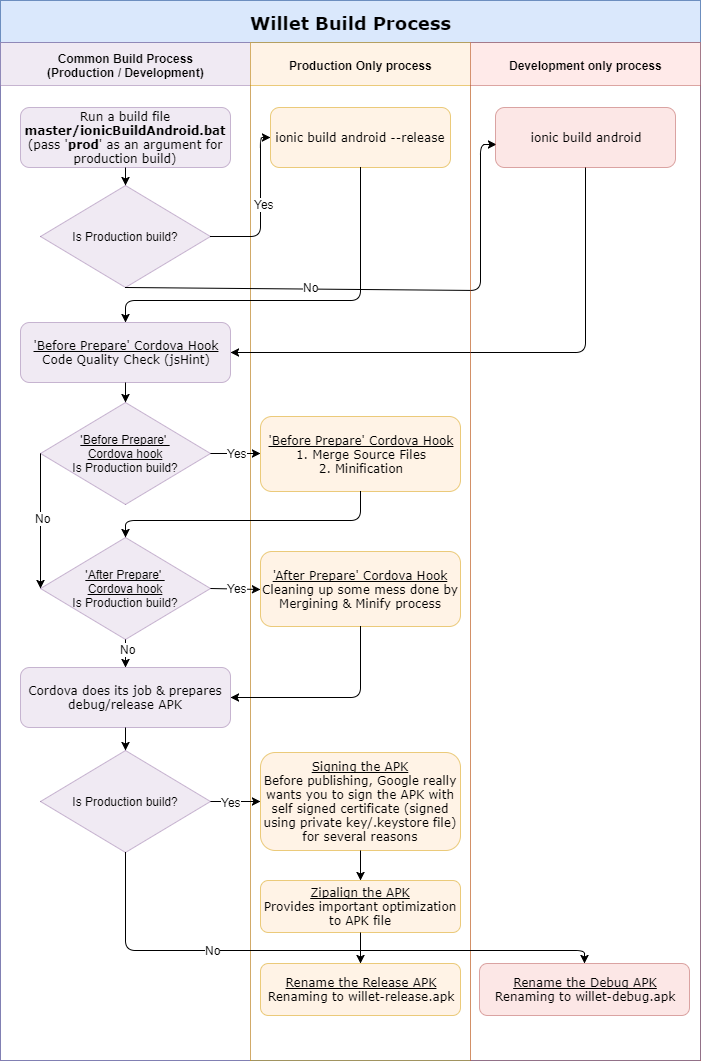 Willet Build Process
Common Build Process
(Production / Development)
Production Only process
Development only process
Run a build file
master/ionicBuildAndroid.bat
(pass 'prod' as an argument for
production build)
ionic build android --release
ionic build android
Yes
Is Production build?
No
'Before Prepare' Cordova Hook
Code Quality Check (jsHint)
'Before Prepare'
Cordova hook
Is Production build?
Yes
'Before Prepare' Cordova Hook
1. Merge Source Files
2. Minification
No
'After Prepare'
Cordova hook
Is Production build?
Yes
'After Prepare' Cordova Hook
Cleaning up some mess done by
Mergining & Minify process
No
Cordova does its job & prepares
debug/release APK
Is Production build?
Yes
Signing the APK
Before publishing, Google really
wants you to sign the APK with
self signed certificate (signed
using private key/.keystore file)
for several reasons
Zipalign the APK
Provides important optimization
to APK file
No
Rename the Release APK
Renaming to willet-release.apk
Rename the Debug APK
Renaming to willet-debug.apk